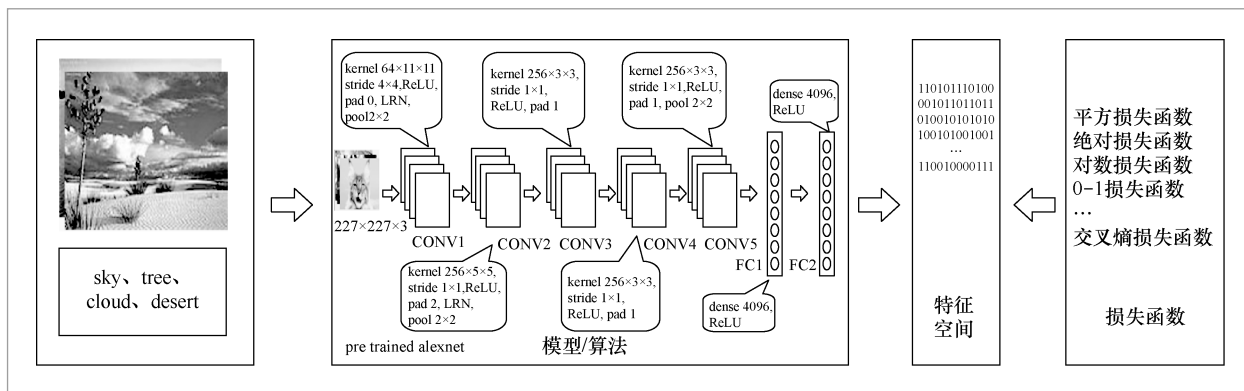 sky、tree、
cloud、desert
kernel 64×11×11
stride 4×4,ReLU,
pad 0, LRN,
pool2×2
kernel 256×3×3,
stride 1×1,
ReLU, pad 1
kernel 256×3×3,
stride 1×1,ReLU,
pad 1, pool 2×2
dense 4096,
ReLU
227×227×3
CONV1
CONV2
CONV3
CONV4
CONV5
FC1
FC2
kernel 256×5×5,
stride 1×1,ReLU,
pad 2, LRN,
pool 2×2
kernel 256×3×3,
stride 1×1,
ReLU, pad 1
dense 4096,
ReLU
pre trained alexnet
模型/算法
110101110100
001011011011
010010101010
100101001001
…
110010000111
特征
空间
平方损失函数
绝对损失函数
对数损失函数
0-1损失函数
…
交叉熵损失函数
损失函数